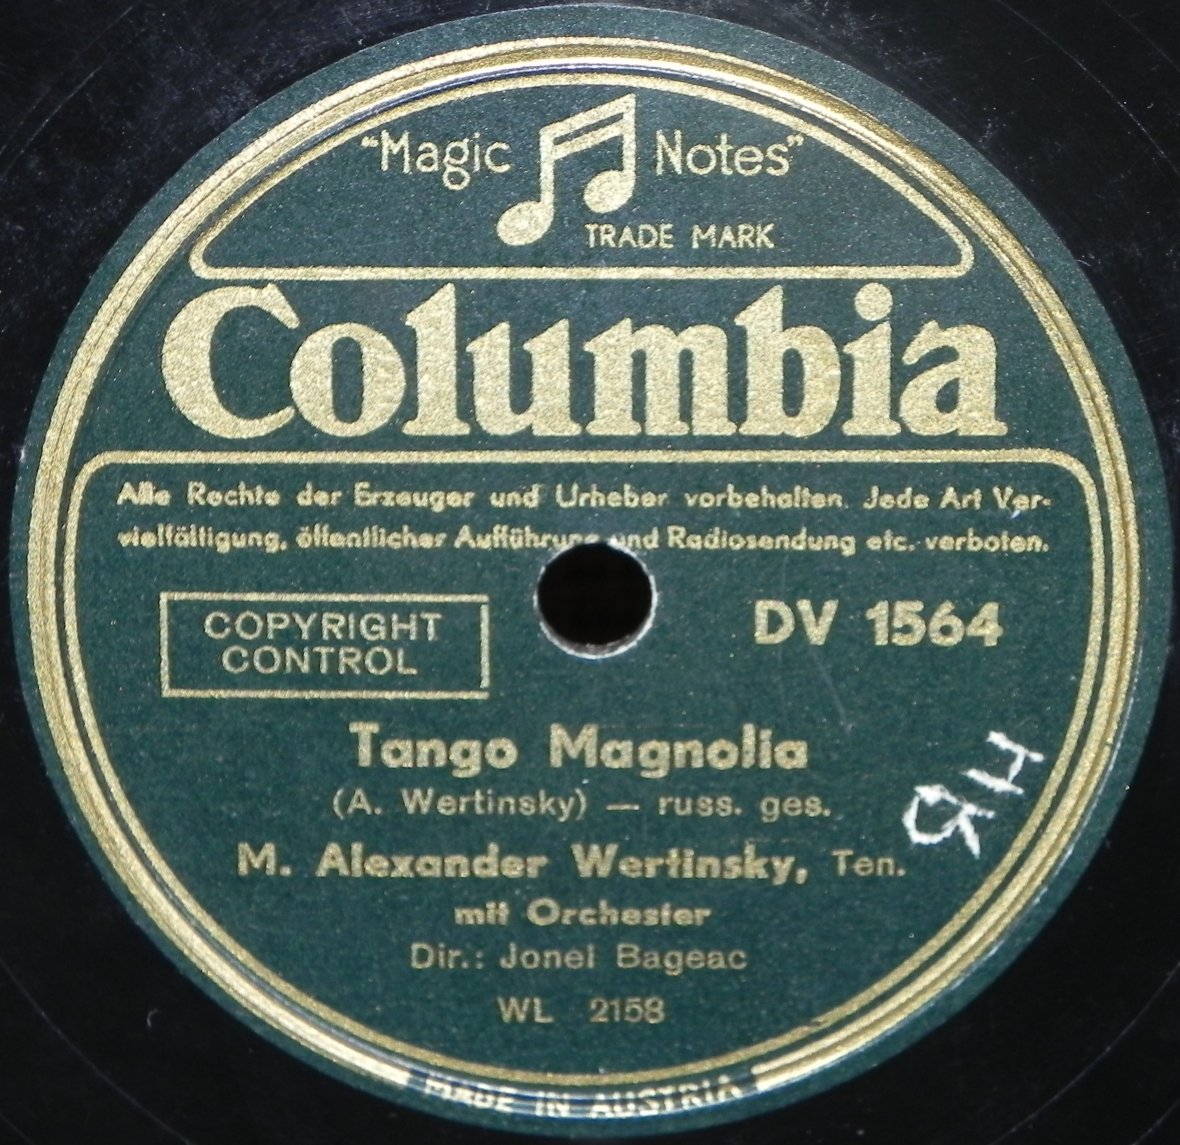 “Magic Notes”
TRADE MARK
Columbia
Alle Rechte der Erzeuger und Urheber vorbehalten. Jede Art Ver-
vielfältigung, öffentlicher Aufführung und Radiosendung etc. verboten.
COPYRIGHT
CONTROL
DV 1564
Tango Magnolia
(A. Wertinsky) — russ. ges.
M. Alexander Wertinsky, Ten.
mit Orchester
Dir.: Jonel Bageac
WL 2158
MADE IN AUSTRIA